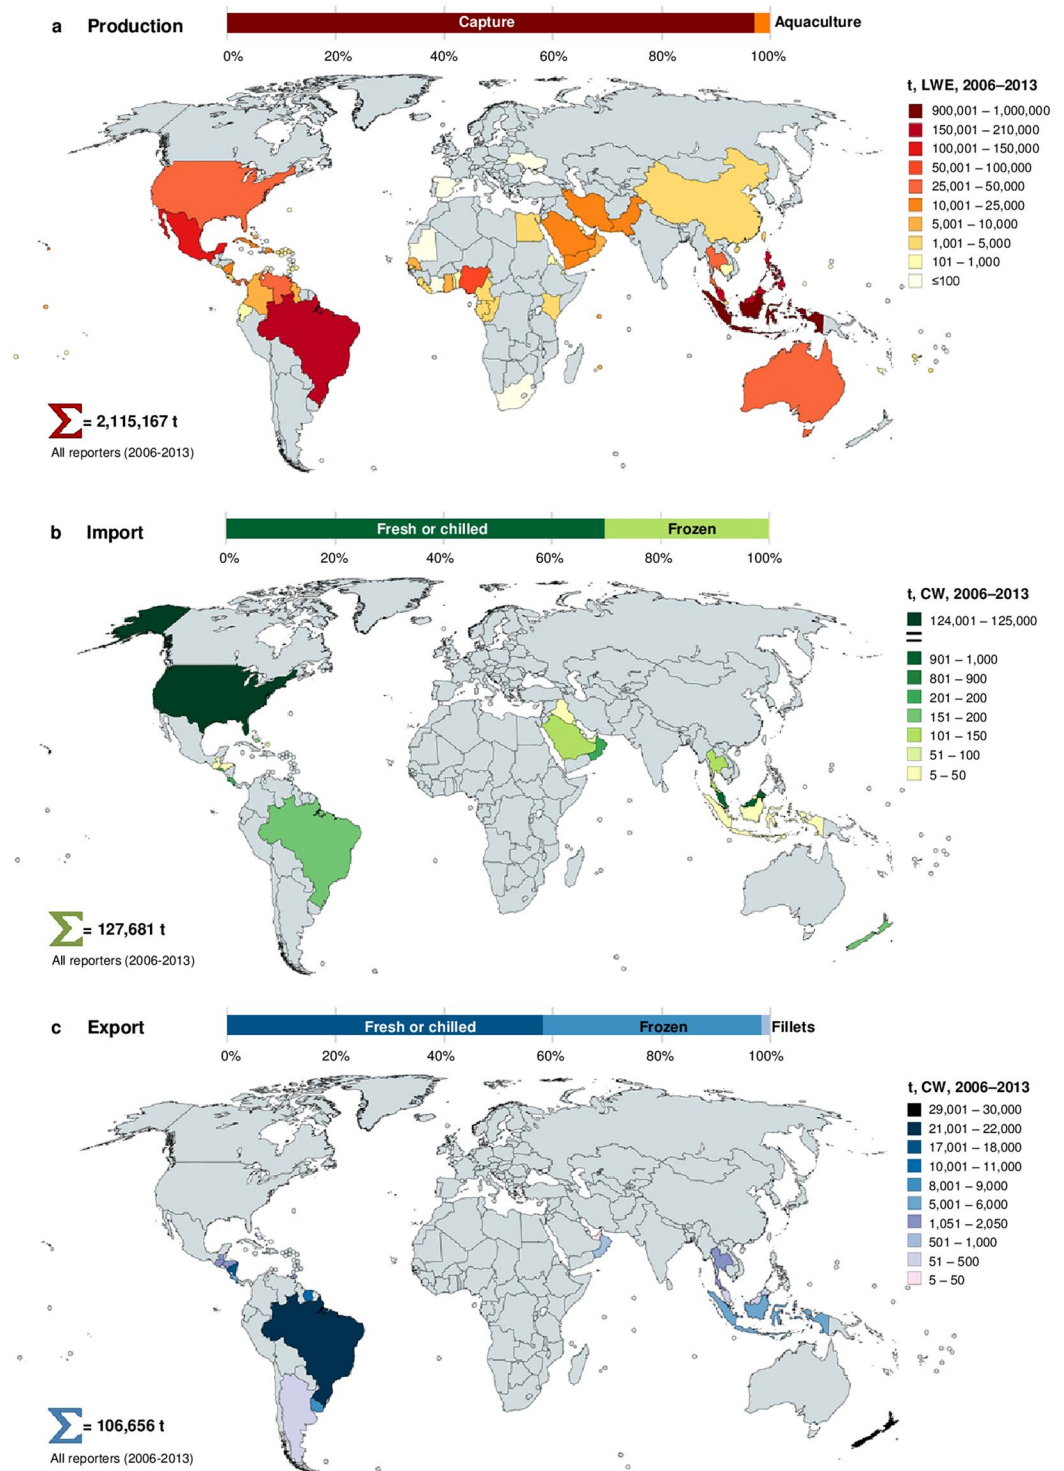 a Production
Capture
Aquaculture
0% 20% 40% 60% 80% 100%
t, LWE, 2006–2013
900,001 – 1,000,000
150,001 – 210,000
100,001 – 150,000
50,001 – 100,000
25,001 – 50,000
10,001 – 25,000
5,001 – 10,000
1,001 – 5,000
101 – 1,000
≤100
Σ = 2,115,167 t
All reporters (2006-2013)
b Import
Fresh or chilled
Frozen
0% 20% 40% 60% 80% 100%
t, CW, 2006–2013
124,001 – 125,000
901 – 1,000
801 – 900
201 – 200
151 – 200
101 – 150
51 – 100
5 – 50
Σ = 127,681 t
All reporters (2006-2013)
c Export
Fresh or chilled
Frozen
Fillets
0% 20% 40% 60% 80% 100%
t, CW, 2006–2013
29,001 – 30,000
21,001 – 22,000
17,001 – 18,000
10,001 – 11,000
8,001 – 9,000
5,001 – 6,000
1,051 – 2,050
501 – 1,000
51 – 500
5 – 50
Σ = 106,656 t
All reporters (2006-2013)